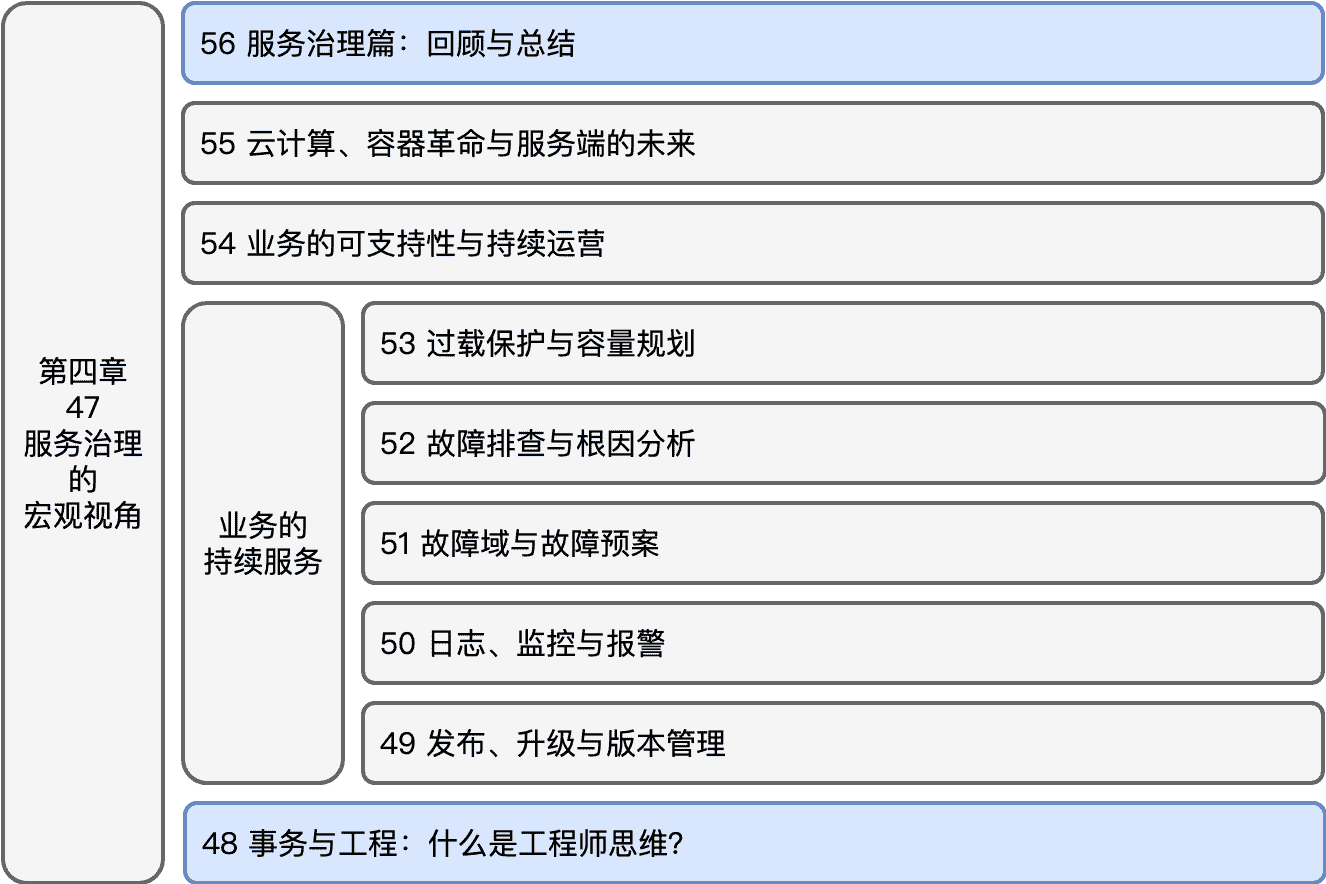 第四章
47
服务治理
的
宏观视角
56 服务治理篇：回顾与总结
55 云计算、容器革命与服务端的未来
54 业务的可支持性与持续运营
业务的
持续服务
53 过载保护与容量规划
52 故障排查与根因分析
51 故障域与故障预案
50 日志、监控与报警
49 发布、升级与版本管理
48 事务与工程：什么是工程师思维？